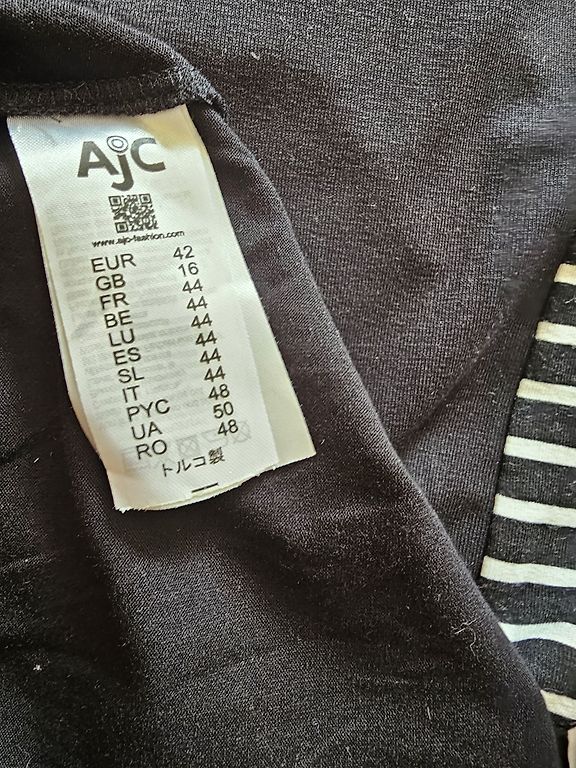 AJC
www.ajc-fashion.com
EUR 42
GB 16
FR 44
BE 44
LU 44
ES 44
SL 44
IT 44
PYC 48
UA 50
RO 48
トルコ製